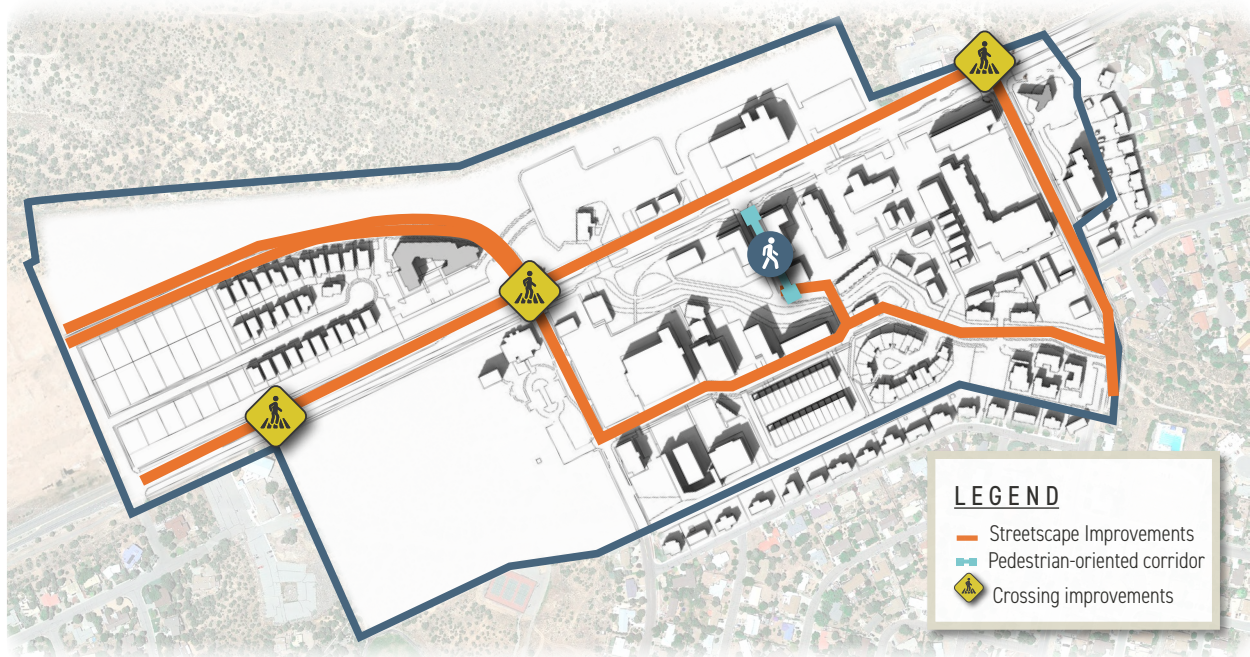 LEGEND
Streetscape Improvements
Pedestrian-oriented corridor
Crossing improvements